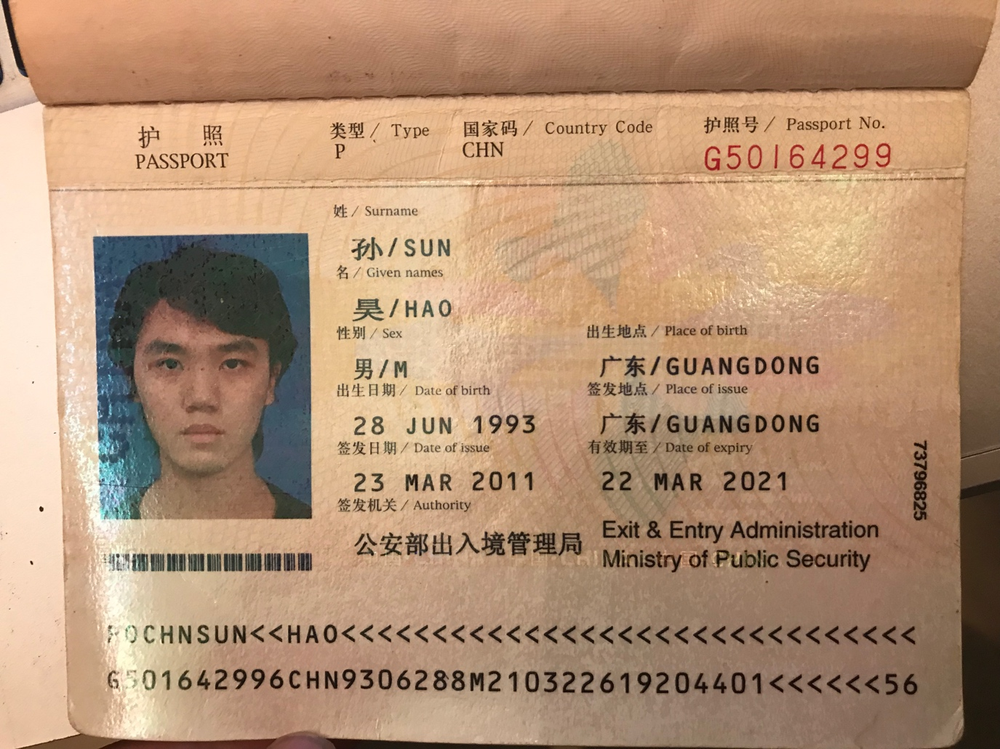 护 照
PASSPORT
类型 / Type
P
国家码 / Country Code
CHN
护照号 / Passport No.
G50164299
姓 / Surname
孙/SUN
名 / Given names
昊/HAO
性别 / Sex
男/M
出生地点 / Place of birth
广东/GUANGDONG
出生日期 / Date of birth
28 JUN 1993
签发地点 / Place of issue
广东/GUANGDONG
签发日期 / Date of issue
23 MAR 2011
有效期至 / Date of expiry
22 MAR 2021
签发机关 / Authority
公安部出入境管理局
Exit & Entry Administration
Ministry of Public Security
73796825
POCHNSUN<<HAO<<<<<<<<<<<<<<<<<<<<<<<<<<<<<<<
G501642996CHN9306288M210322619204401<<<<<<56